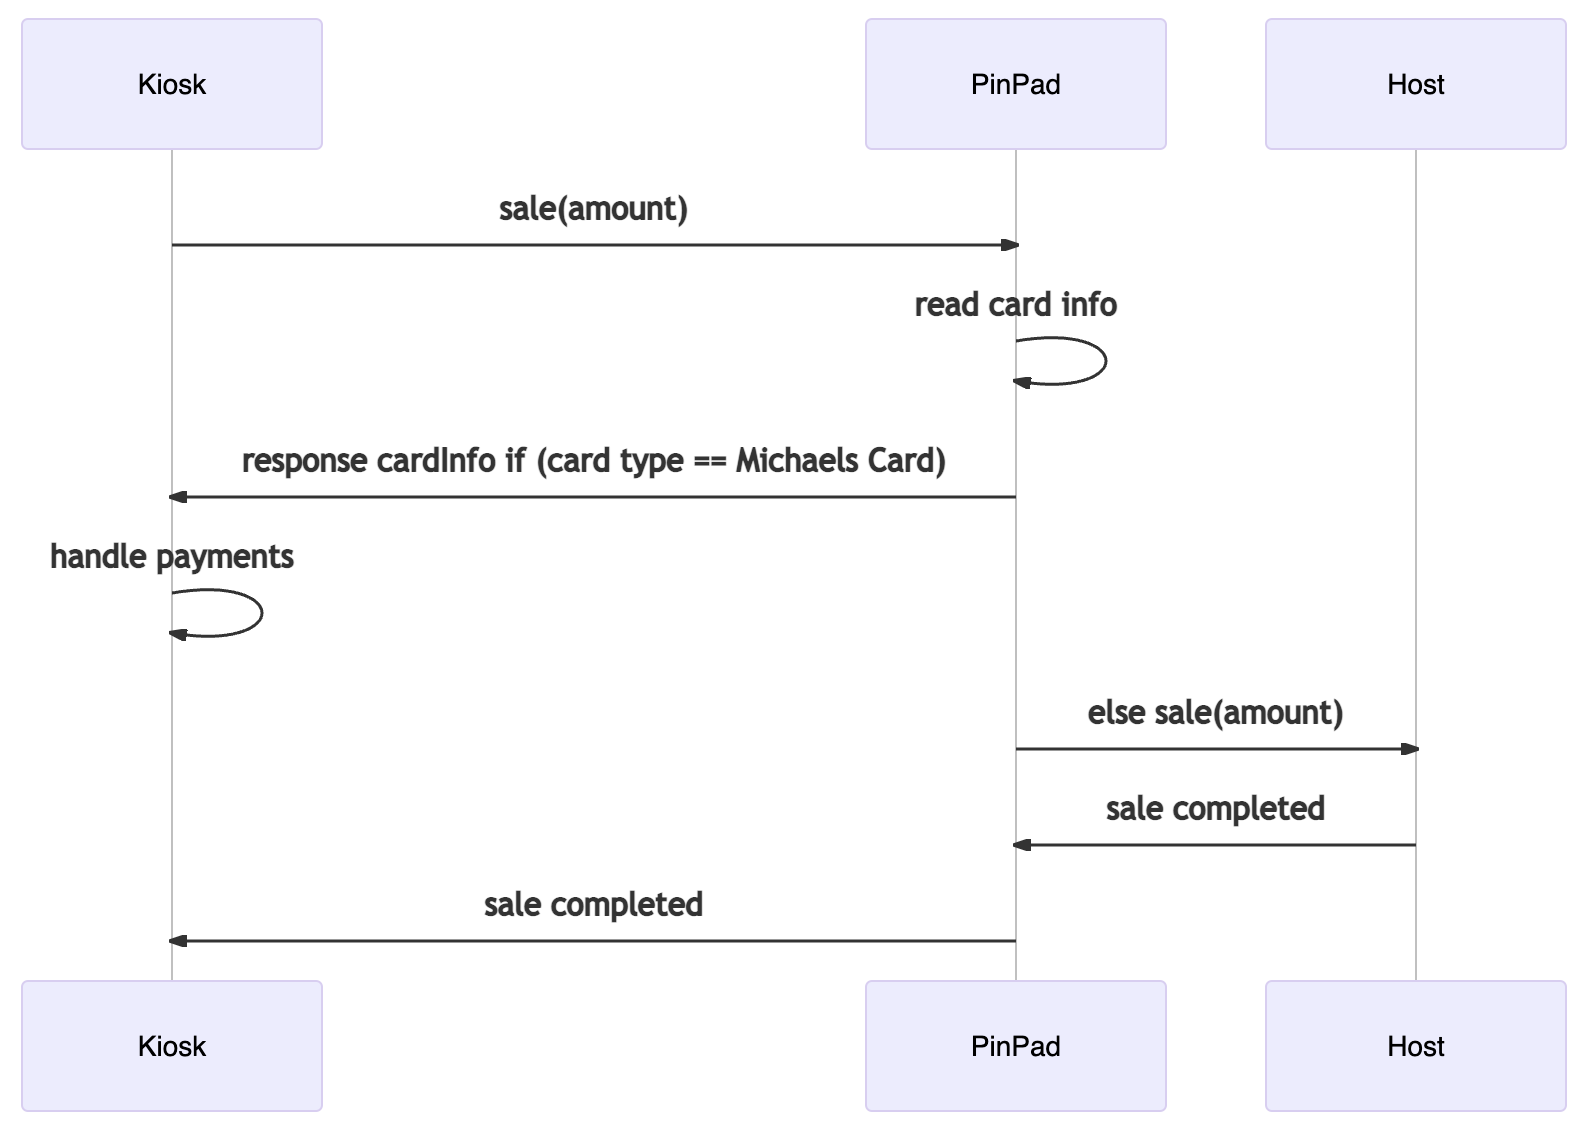 Kiosk
PinPad
Host
sale(amount)
read card info
response cardInfo if (card type == Michaels Card)
handle payments
else sale(amount)
sale completed
sale completed
Kiosk
PinPad
Host